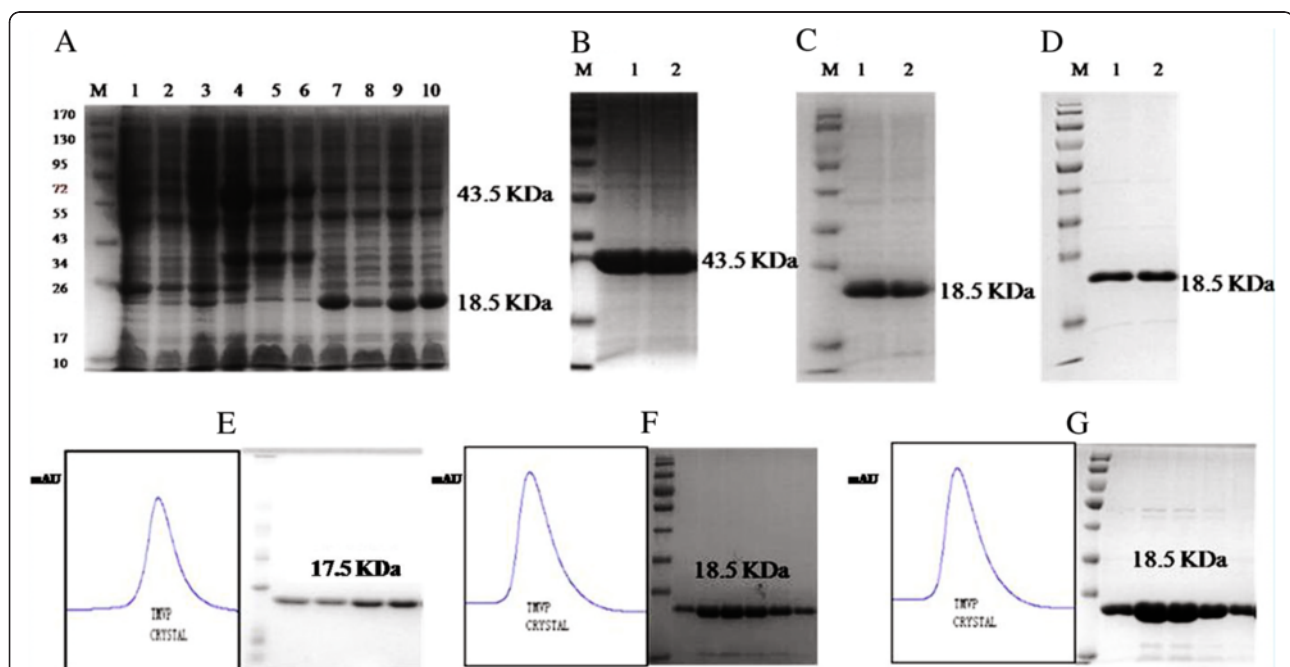 A
B
C
D
M 1 2 3 4 5 6 7 8 9 10
M 1 2
M 1 2
M 1 2
170
130
95
72
55
43
34
26
17
10
43.5 KDa
18.5 KDa
43.5 KDa
18.5 KDa
18.5 KDa
E
F
G
mAU
TMVP
CRYSTAL
17.5 KDa
mAU
TMVP
CRYSTAL
18.5 KDa
mAU
TMVP
CRYSTAL
18.5 KDa